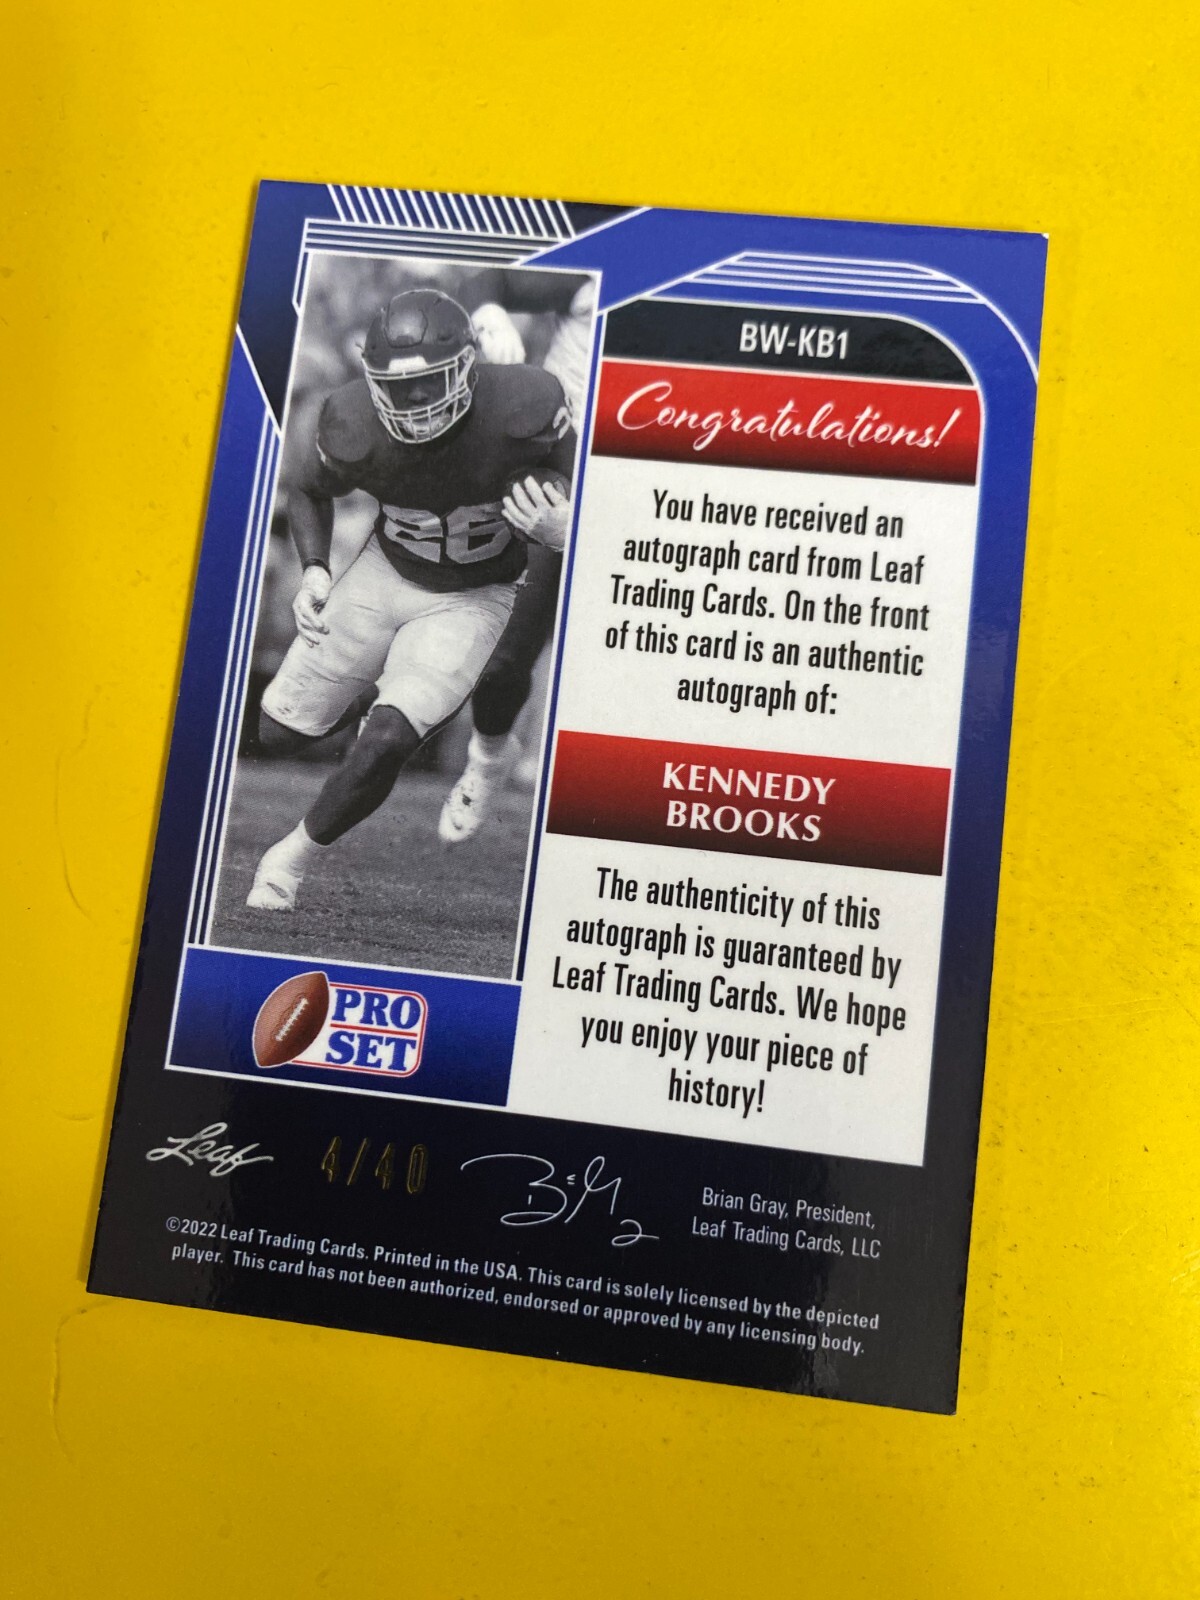 BW-KB1
Congratulations!
You have received an
autograph card from Leaf
Trading Cards. On the front
of this card is an authentic
autograph of:
KENNEDY
BROOKS
The authenticity of this
autograph is guaranteed by
Leaf Trading Cards. We hope
you enjoy your piece of
history!
26
PRO
SET
Leaf
4/40
Brian Gray, President,
Leaf Trading Cards, LLC
©2022 Leaf Trading Cards. Printed in the USA. This card is solely licensed by the depicted
player. This card has not been authorized, endorsed or approved by any licensing body.